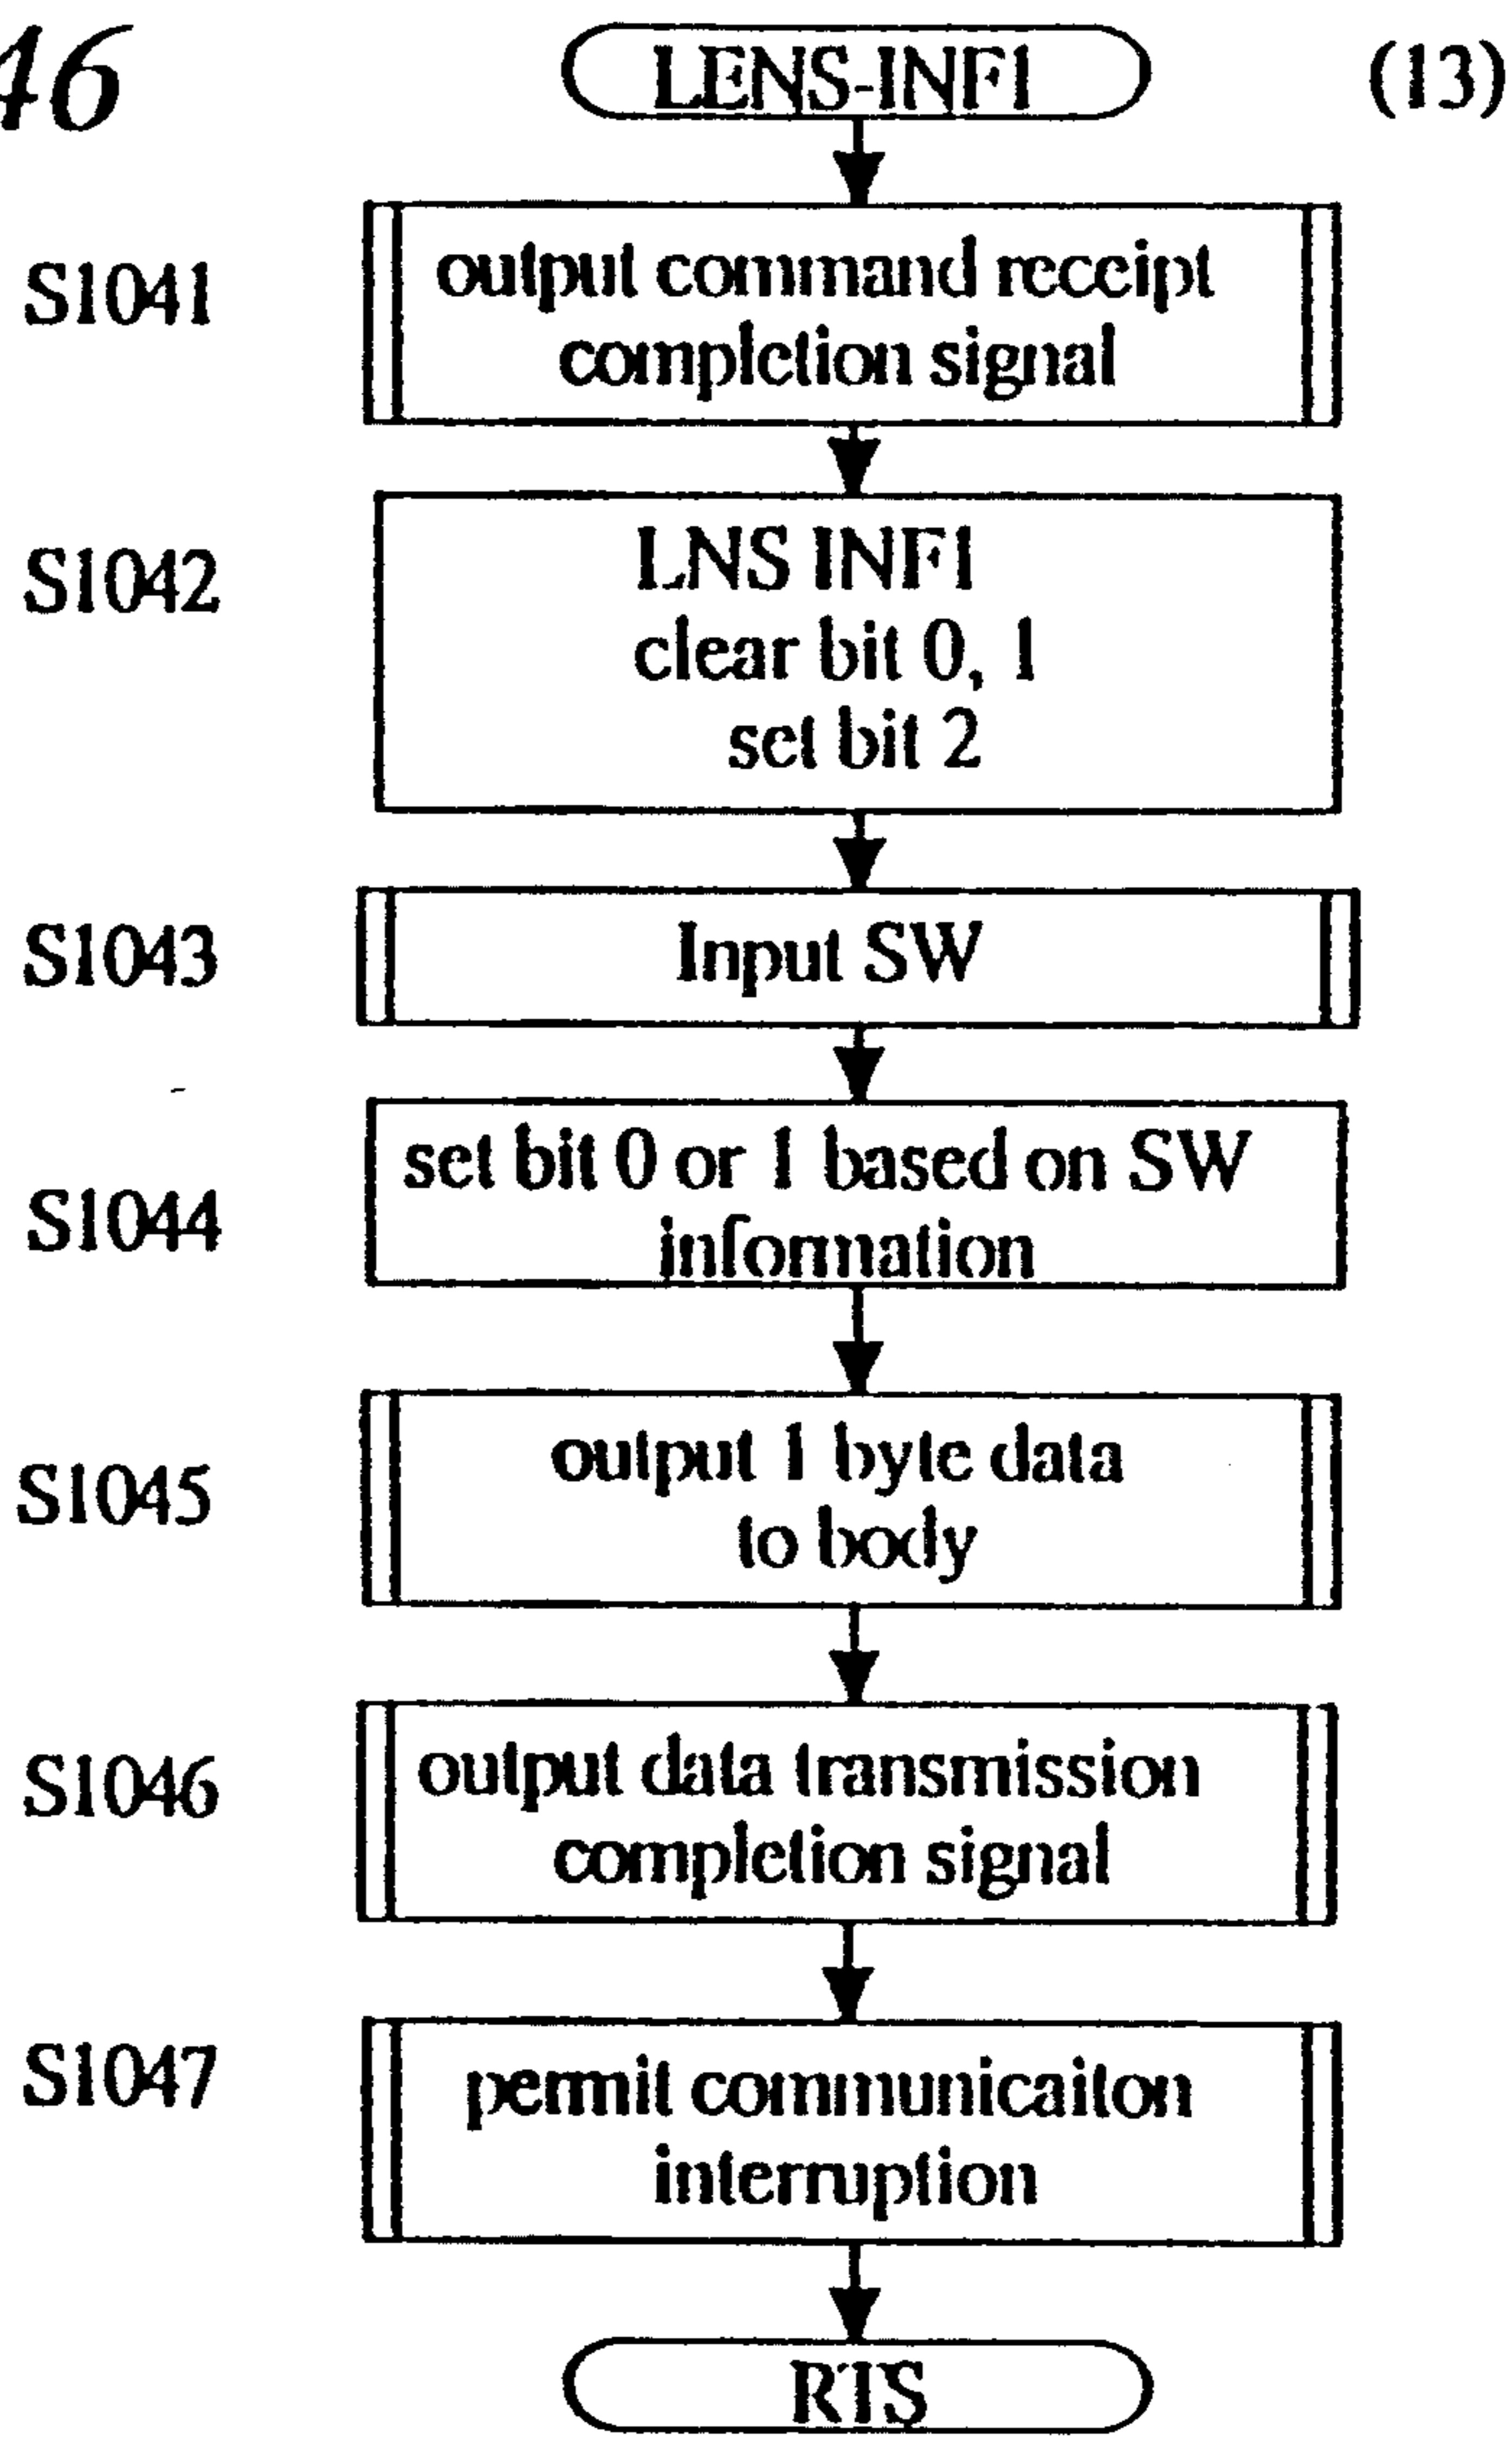 46
LENS-INF1
(13)
S1041
output command receipt
completion signal
S1042
LNS INF1
clear bit 0, 1
set bit 2
S1043
Input SW
S1044
set bit 0 or 1 based on SW
information
S1045
output 1 byte data
to body
S1046
output data transmission
completion signal
S1047
permit communicaiton
interruption
RTS